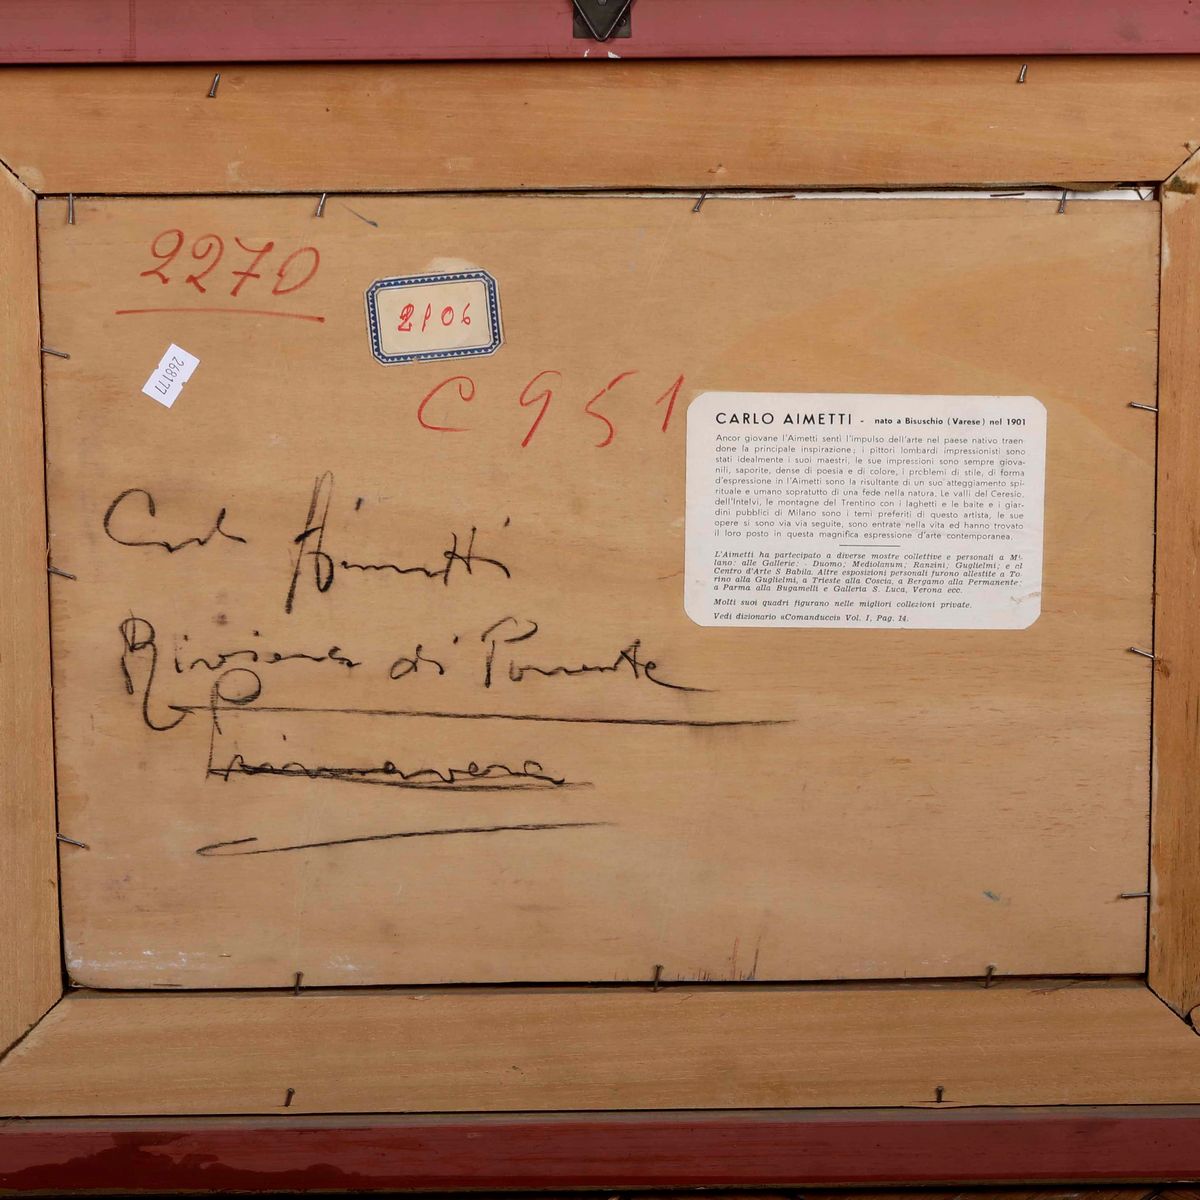 2270
2106
268177
C 951
CARLO AIMETTI - nato a Bisuschio (Varese) nel 1901
Ancor giovane l'Aimetti sentì l'impulso dell'arte nel paese nativo traen-
done la principale inspirazione; i pittori lombardi impressionisti sono
stati idealmente i suoi maestri, le sue impressioni sono sempre giova-
nili, saporite, dense di poesia e di colore, i problemi di stile, di forma
d'espressione in l'Aimetti sono la risultante di un suo atteggiamento spi-
rituale e umano sopratutto di una fede nella natura. Le valli del Ceresio,
dell'Intelvi, le montagne del Trentino con i laghetti e le baite e i giar-
dini pubblici di Milano sono i temi preferiti di questo artista, le sue
opere si sono via via seguite, sono entrate nella vita ed hanno trovato
il loro posto in questa magnifica espressione d'arte contemporanea.
L'Aimetti ha partecipato a diverse mostre collettive e personali a Mi-
lano: alle Gallerie: - Duomo; Mediolanum; Ranzini; Guglielmi; e al
Centro d'Arte S Babila. Altre esposizioni personali furono allestite a To-
rino alla Guglielmi, a Trieste alla Coscia, a Bergamo alla Permanente;
a Parma alla Bugamelli e Galleria S. Luca, Verona ecc.
Molti suoi quadri figurano nelle migliori collezioni private.
Vedi dizionario «Comanducci» Vol. I, Pag. 14.
Carlo Aimetti
Riviera di Ponente
Primavera